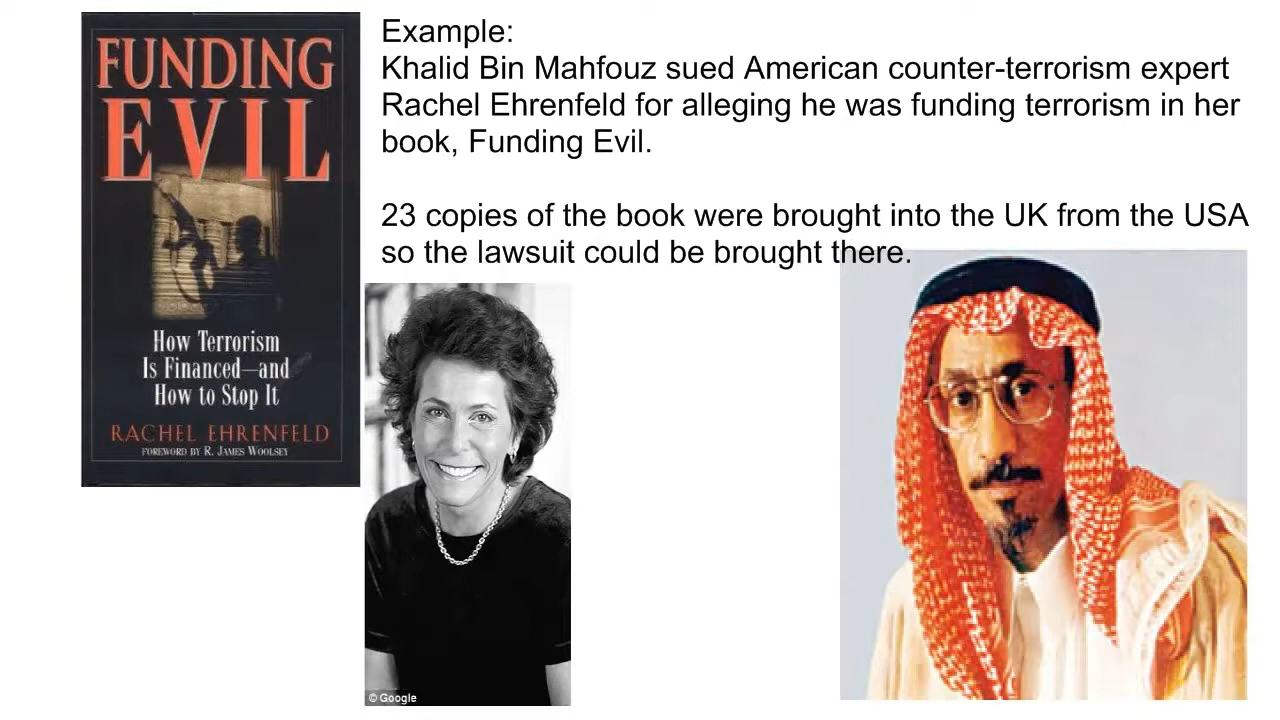 FUNDING
EVIL
How Terrorism
Is Financed—and
How to Stop It
RACHEL EHRENFELD
FOREWORD BY R. JAMES WOOLSEY
Example:
Khalid Bin Mahfouz sued American counter-terrorism expert
Rachel Ehrenfeld for alleging he was funding terrorism in her
book, Funding Evil.
23 copies of the book were brought into the UK from the USA
so the lawsuit could be brought there.
© Google